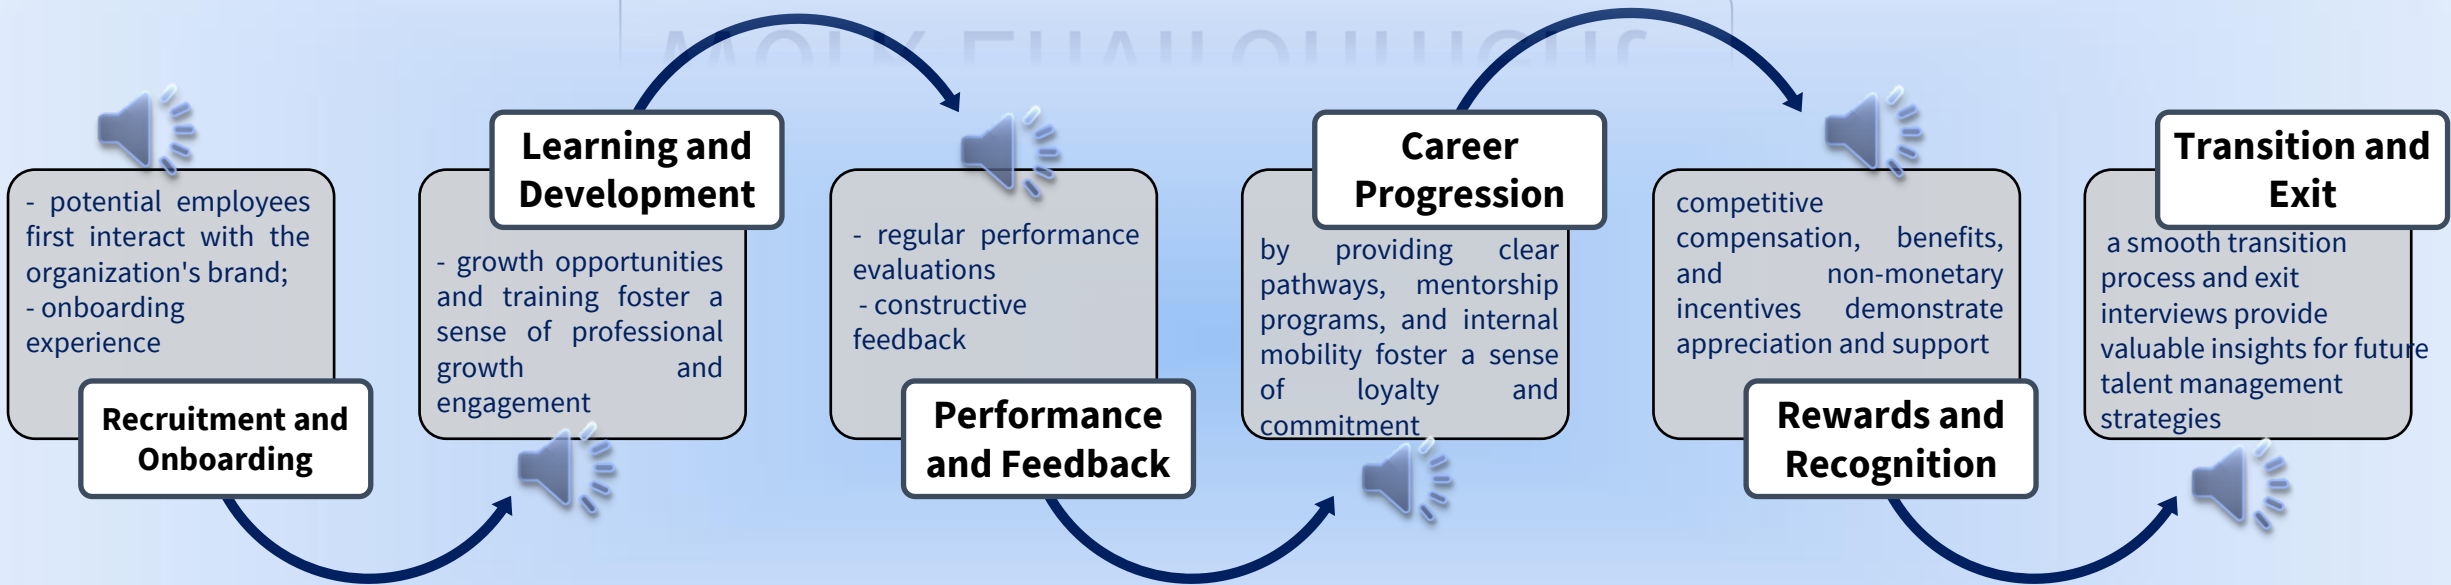 - potential employees
first interact with the
organization's brand;
- onboarding
experience
Recruitment and
Onboarding
Learning and
Development
- growth opportunities
and training foster a
sense of professional
growth and
engagement
- regular performance
evaluations
- constructive
feedback
Performance
and Feedback
Career
Progression
by providing clear
pathways, mentorship
programs, and internal
mobility foster a sense
of loyalty and
commitment
competitive
compensation, benefits,
and non-monetary
incentives demonstrate
appreciation and support
Rewards and
Recognition
Transition and
Exit
a smooth transition
process and exit
interviews provide
valuable insights for future
talent management
strategies